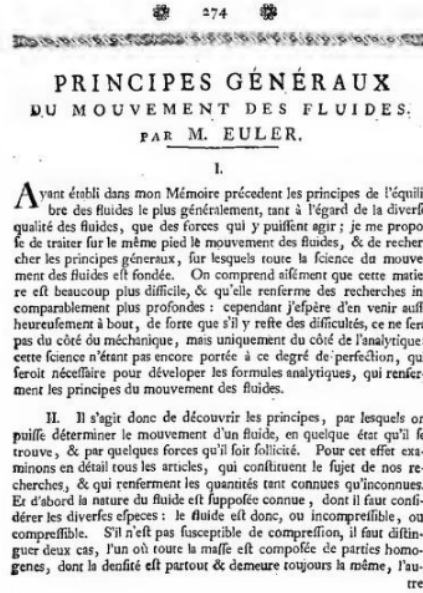 274
PRINCIPES GÉNÉRAUX
DU MOUVEMENT DES FLUIDES.
PAR M. EULER.
I.
Ayant établi dans mon Mémoire précedent les principes de l'équili
bre des fluides le plus généralement, tant à l'égard de la diverſ
qualité des fluides, que des forces qui y puiſſent agir; je me propo
ſe de traiter ſur le même pied le mouvement des fluides, & de recher
cher les principes géneraux, ſur lesquels toute la ſcience du mouve
ment des fluides eſt fondée. On comprend aiſément que cette matie
re eſt beaucoup plus difficile, & qu'elle renferme des recherches in
comparablement plus profondes: cependant j'eſpère d'en venir auſſ
heureuſement à bout, de ſorte que s'il y reſte des difficultés, ce ne ſer
pas du côté du méchanique, mais uniquement du côté de l'analytique:
cette ſcience n'étant pas encore portée à ce degré de perfection, qu
ſeroit néceſſaire pour déveloper les formules analytiques, qui renfer-
ment les principes du mouvement des fluides.
II. Il s'agit donc de découvrir les principes, par lesquels on
puiſſe déterminer le mouvement d'un fluide, en quelque état qu'il ſe
trouve, & par quelques forces qu'il ſoit ſollicité. Pour cet effet exa-
minons en détail tous les articles, qui conſtituent le ſujet de nos re-
cherches, & qui renferment les quantités tant connues qu'inconnues.
Et d'abord la nature du fluide eſt ſuppoſée connue, dont il faut conſi-
dérer les diverſes eſpeces: le fluide eſt donc, ou incompreſſible, ou
compreſſible. S'il n'eſt pas ſuſceptible de compreſſion, il faut diſtin-
guer deux cas, l'un où toute la maſſe eſt compoſée de parties homo-
genes, dont la denſité eſt partout & demeure toujours la même, l'au-
tre